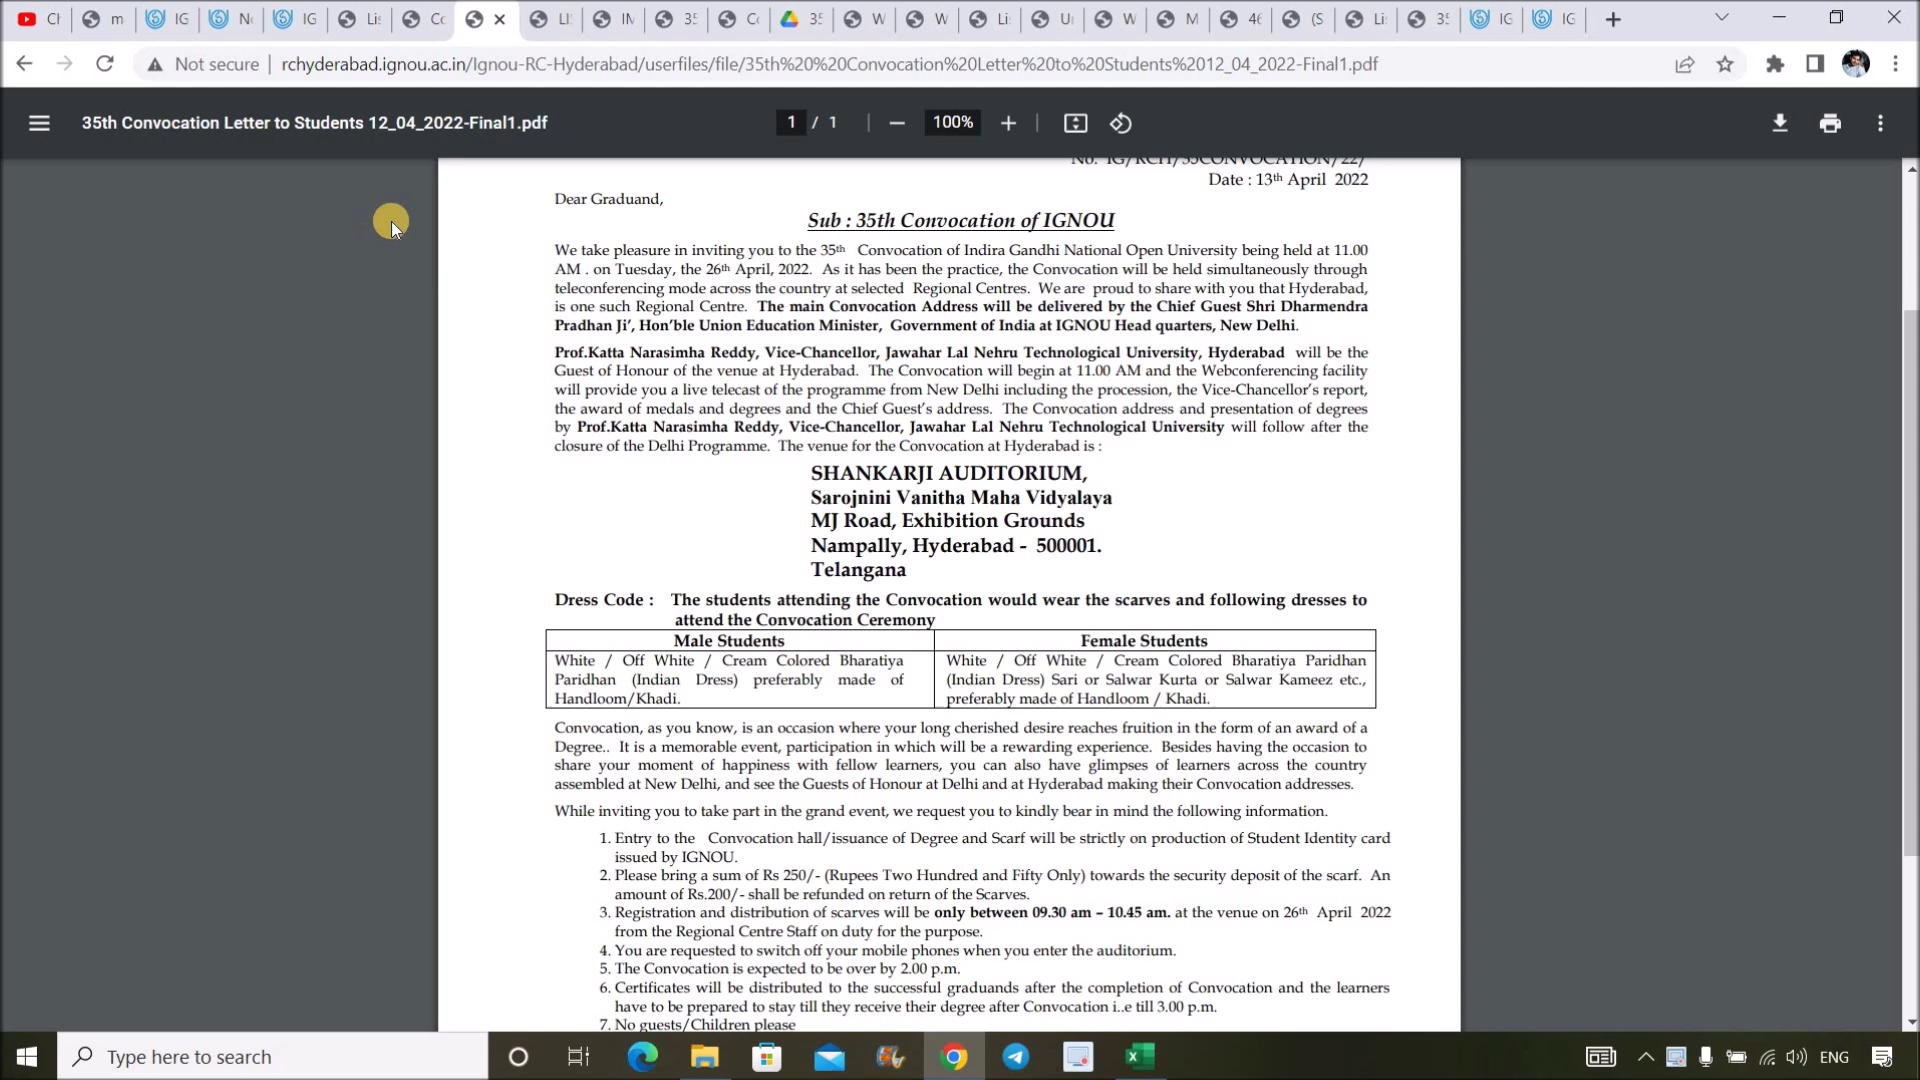 Ch
m
IG
No
IG
Lis
Co
LI
IM
35
Co
35
W
W
Li
Un
W
M
46
(S
Li
35
IG
IG
Not secure
rchyderabad.ignou.ac.in/Ignou-RC-Hyderabad/userfiles/file/35th%20%20Convocation%20Letter%20to%20Students%2012_04_2022-Final1.pdf
35th Convocation Letter to Students 12_04_2022-Final1.pdf
1 / 1
100%
No. IG/RCH/35CONVOCATION/22/
Date : 13th April 2022
Dear Graduand,
Sub : 35th Convocation of IGNOU
We take pleasure in inviting you to the 35th Convocation of Indira Gandhi National Open University being held at 11.00
AM . on Tuesday, the 26th April, 2022. As it has been the practice, the Convocation will be held simultaneously through
teleconferencing mode across the country at selected Regional Centres. We are proud to share with you that Hyderabad,
is one such Regional Centre. The main Convocation Address will be delivered by the Chief Guest Shri Dharmendra
Pradhan Ji’, Hon’ble Union Education Minister, Government of India at IGNOU Head quarters, New Delhi.
Prof.Katta Narasimha Reddy, Vice-Chancellor, Jawahar Lal Nehru Technological University, Hyderabad will be the
Guest of Honour of the venue at Hyderabad. The Convocation will begin at 11.00 AM and the Webconferencing facility
will provide you a live telecast of the programme from New Delhi including the procession, the Vice-Chancellor’s report,
the award of medals and degrees and the Chief Guest’s address. The Convocation address and presentation of degrees
by Prof.Katta Narasimha Reddy, Vice-Chancellor, Jawahar Lal Nehru Technological University will follow after the
closure of the Delhi Programme. The venue for the Convocation at Hyderabad is :
SHANKARJI AUDITORIUM,
Sarojnini Vanitha Maha Vidyalaya
MJ Road, Exhibition Grounds
Nampally, Hyderabad - 500001.
Telangana
Dress Code : The students attending the Convocation would wear the scarves and following dresses to
attend the Convocation Ceremony
Male Students
White / Off White / Cream Colored Bharatiya
Paridhan (Indian Dress) preferably made of
Handloom/Khadi.
Female Students
White / Off White / Cream Colored Bharatiya Paridhan
(Indian Dress) Sari or Salwar Kurta or Salwar Kameez etc.,
preferably made of Handloom / Khadi.
Convocation, as you know, is an occasion where your long cherished desire reaches fruition in the form of an award of a
Degree.. It is a memorable event, participation in which will be a rewarding experience. Besides having the occasion to
share your moment of happiness with fellow learners, you can also have glimpses of learners across the country
assembled at New Delhi, and see the Guests of Honour at Delhi and at Hyderabad making their Convocation addresses.
While inviting you to take part in the grand event, we request you to kindly bear in mind the following information.
1. Entry to the Convocation hall/issuance of Degree and Scarf will be strictly on production of Student Identity card
issued by IGNOU.
2. Please bring a sum of Rs 250/- (Rupees Two Hundred and Fifty Only) towards the security deposit of the scarf. An
amount of Rs.200/- shall be refunded on return of the Scarves.
3. Registration and distribution of scarves will be only between 09.30 am – 10.45 am. at the venue on 26th April 2022
from the Regional Centre Staff on duty for the purpose.
4. You are requested to switch off your mobile phones when you enter the auditorium.
5. The Convocation is expected to be over by 2.00 p.m.
6. Certificates will be distributed to the successful graduands after the completion of Convocation and the learners
have to be prepared to stay till they receive their degree after Convocation i..e till 3.00 p.m.
7. No guests/Children please
Type here to search
ENG